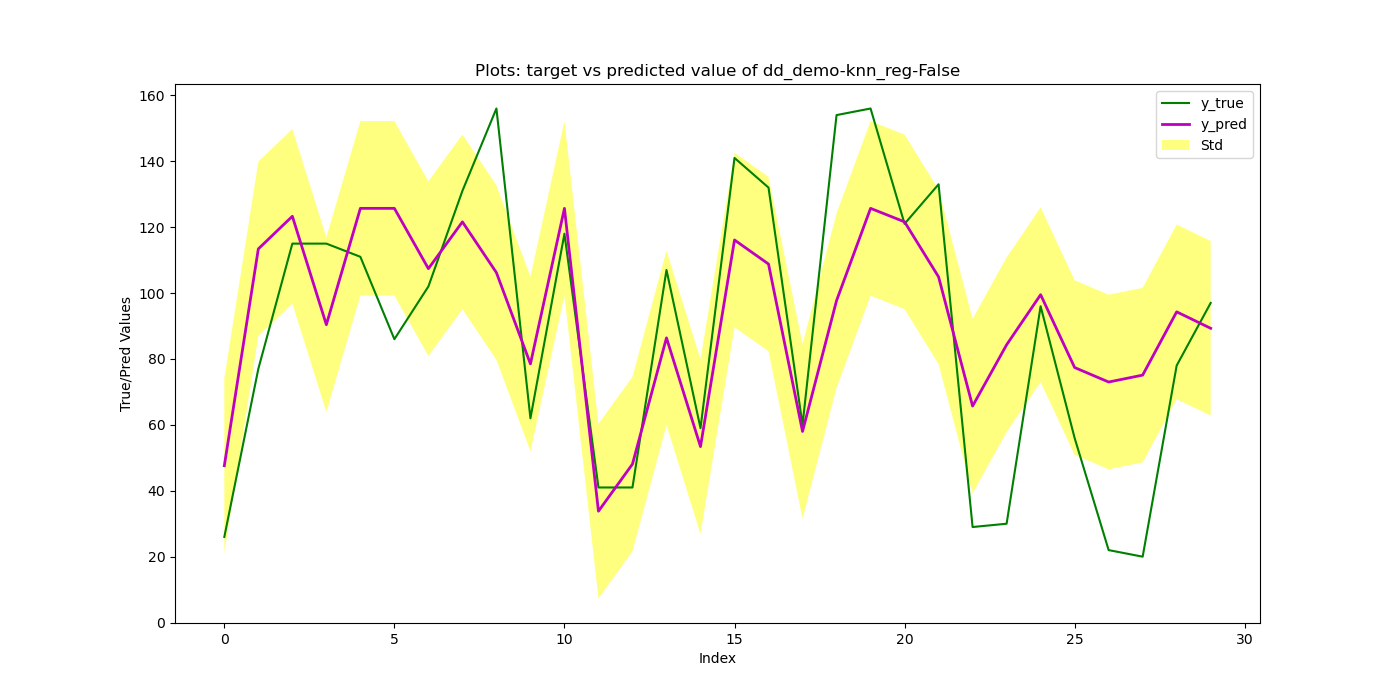 Plots: target vs predicted value of dd_demo-knn_reg-False
160
140
120
100
80
60
40
20
0
True/Pred Values
y_true
y_pred
Std
0 5 10 15 20 25 30
Index